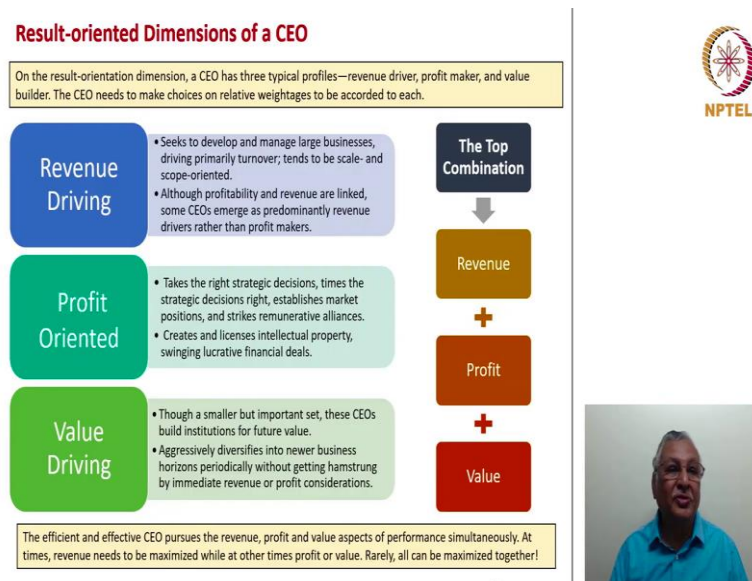 Result-oriented Dimensions of a CEO
On the result-orientation dimension, a CEO has three typical profiles—revenue driver, profit maker, and value
builder. The CEO needs to make choices on relative weightages to be accorded to each.
NPTEL
Revenue
Driving
• Seeks to develop and manage large businesses,
driving primarily turnover; tends to be scale- and
scope-oriented.
• Although profitability and revenue are linked,
some CEOs emerge as predominantly revenue
drivers rather than profit makers.
Profit
Oriented
• Takes the right strategic decisions, times the
strategic decisions right, establishes market
positions, and strikes remunerative alliances.
• Creates and licenses intellectual property,
swinging lucrative financial deals.
Value
Driving
• Though a smaller but important set, these CEOs
build institutions for future value.
• Aggressively diversifies into newer business
horizons periodically without getting hamstrung
by immediate revenue or profit considerations.
The Top
Combination
Revenue
+
Profit
+
Value
The efficient and effective CEO pursues the revenue, profit and value aspects of performance simultaneously. At
times, revenue needs to be maximized while at other times profit or value. Rarely, all can be maximized together!